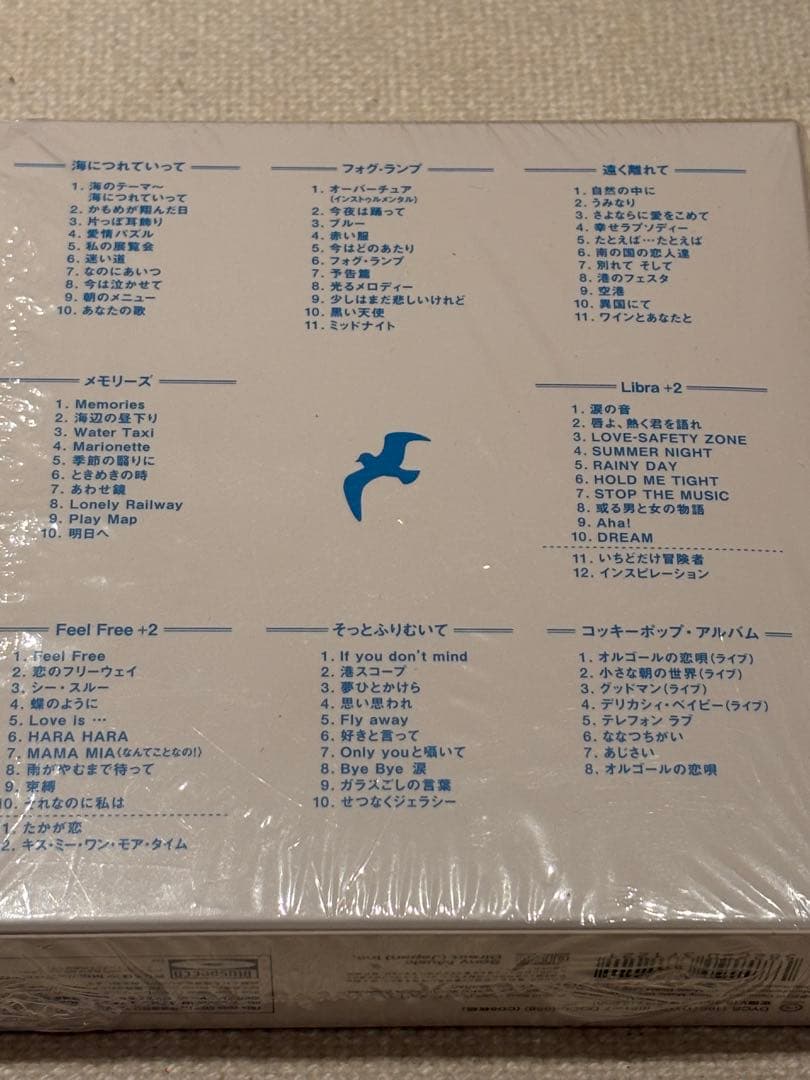 海につれていって
1. 海のテーマ〜
海につれていって
2. かもめが翔んだ日
3. 片っぽ耳飾り
4. 愛情パズル
5. 私の展覧会
6. 迷い道
7. なのにあいつ
8. 今は泣かせて
9. 朝のメニュー
10. あなたの歌
フォグ・ランプ
1. オーバーチュア
(インストゥルメンタル)
2. 今夜は踊って
3. ブルー
4. 赤い服
5. 今はどのあたり
6. フォグ・ランプ
7. 予告篇
8. 光るメロディー
9. 少しはまだ悲しいけれど
10. 黒い天使
11. ミッドナイト
遠く離れて
1. 自然の中に
2. うみなり
3. さよならに愛をこめて
4. 幸せラプソディー
5. たとえば…たとえば
6. 南の国の恋人達
7. 別れて そして
8. 港のフェスタ
9. 空港
10. 異国にて
11. ワインとあなたと
メモリーズ
1. Memories
2. 海辺の昼下り
3. Water Taxi
4. Marionette
5. 季節の翳りに
6. ときめきの時
7. あわせ鏡
8. Lonely Railway
9. Play Map
10. 明日へ
Libra +2
1. 涙の音
2. 唇よ、熱く君を語れ
3. LOVE-SAFETY ZONE
4. SUMMER NIGHT
5. RAINY DAY
6. HOLD ME TIGHT
7. STOP THE MUSIC
8. 或る男と女の物語
9. Aha!
10. DREAM
11. いちどだけ冒険者
12. インスピレーション
Feel Free +2
1. Feel Free
2. 恋のフリーウェイ
3. シー・スルー
4. 蝶のように
5. Love is …
6. HARA HARA
7. MAMA MIA(なんてことなの!)
8. 雨がやむまで待って
9. 束縛
10. それなのに私は
1. たかが恋
2. キス・ミー・ワン・モア・タイム
そっとふりむいて
1. If you don't mind
2. 港スコープ
3. 夢ひとかけら
4. 思い思われ
5. Fly away
6. 好きと言って
7. Only youと囁いて
8. Bye Bye 涙
9. ガラスごしの言葉
10. せつなくジェラシー
コッキーポップ・アルバム
1. オルゴールの恋唄(ライブ)
2. 小さな朝の世界(ライブ)
3. グッドマン(ライブ)
4. デリカシィ・ベイビー(ライブ)
5. テレフォン ラブ
6. ななつちがい
7. あじさい
8. オルゴールの恋唄